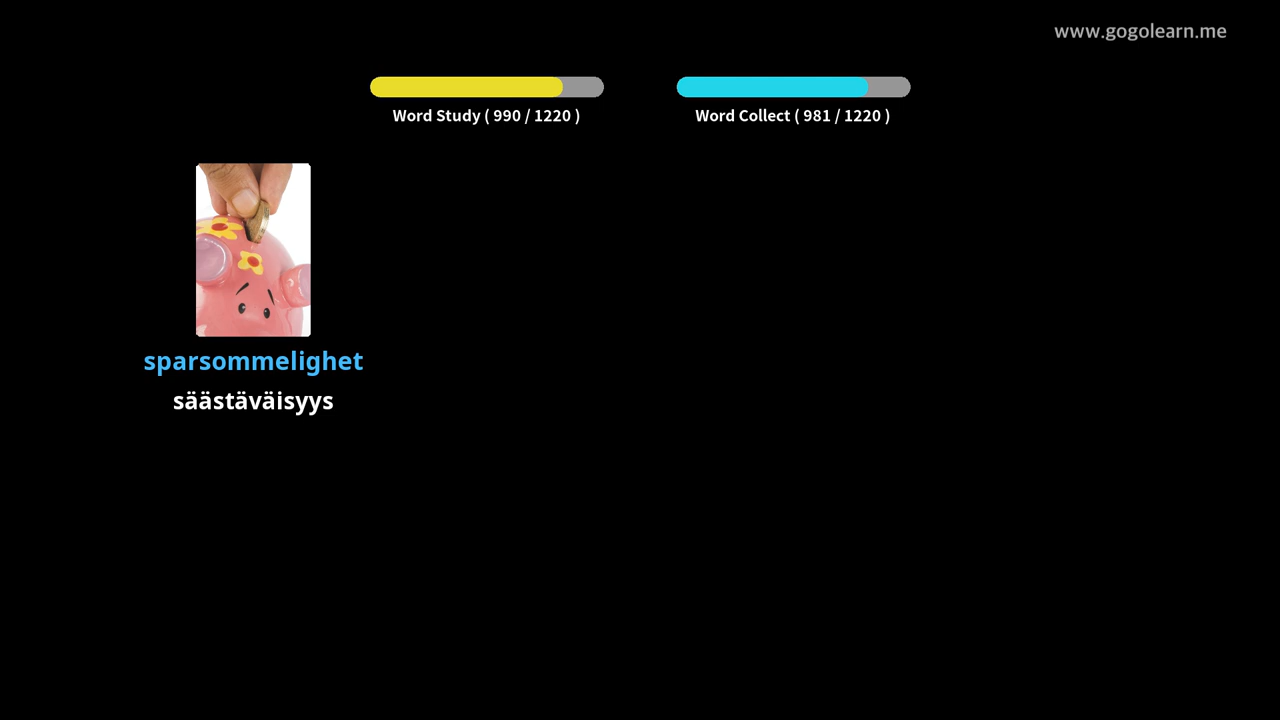 www.gogolearn.me
Word Study ( 990 / 1220 )
Word Collect ( 981 / 1220 )
sparsommelighet
säästäväisyys